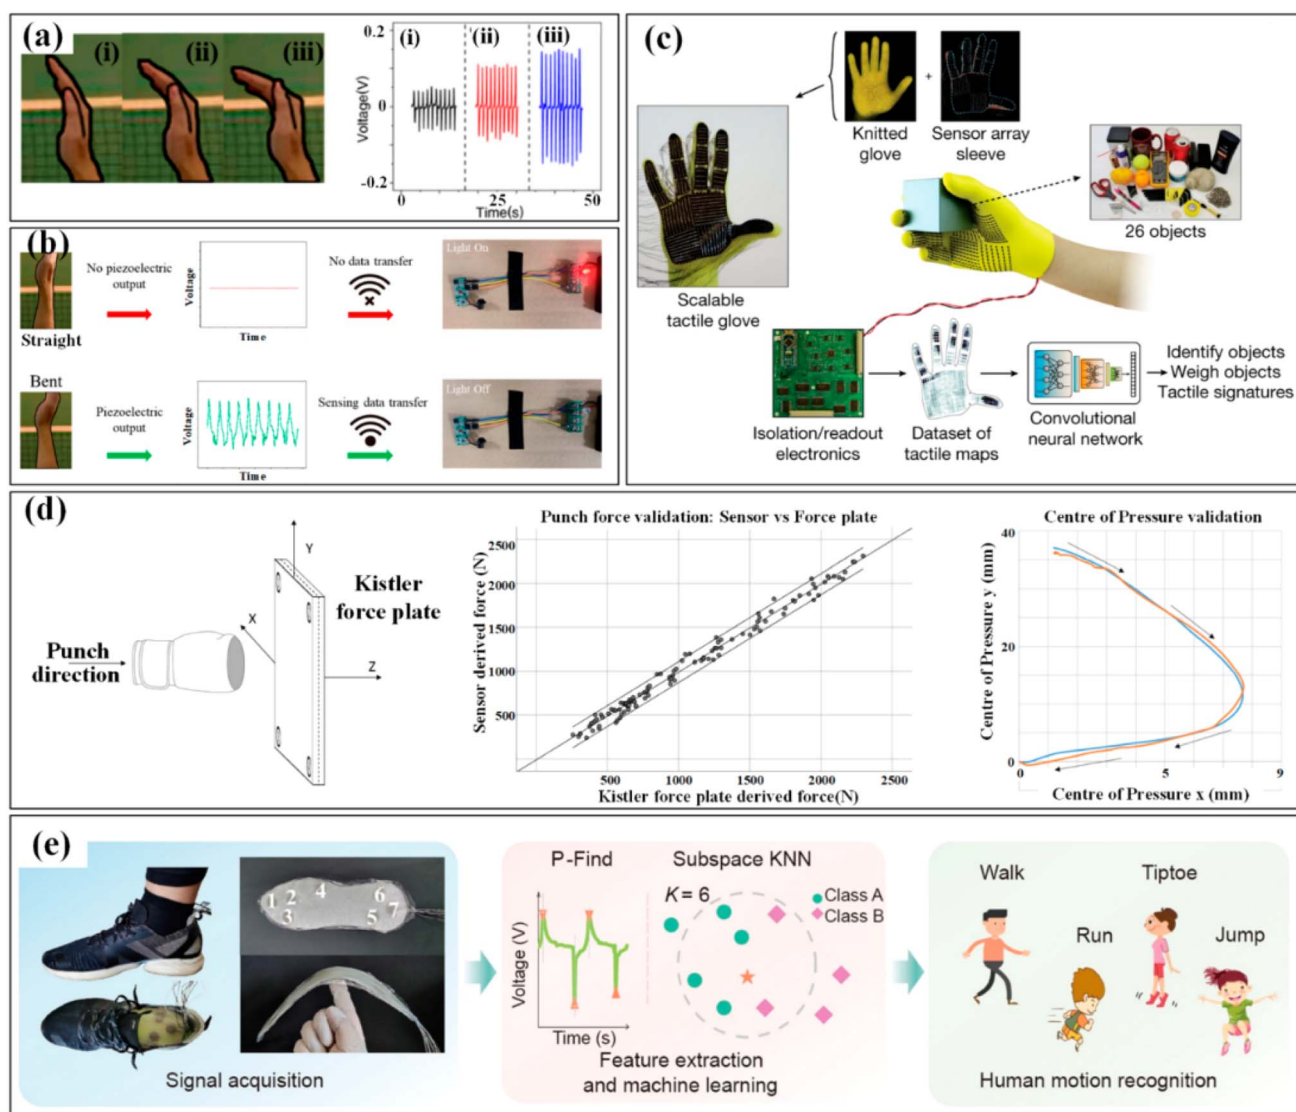 (a)
(i)
(ii)
(iii)
0.2
0
-0.2
Voltage(V)
(i)
(ii)
(iii)
0
25
50
Time(s)
(b)
Straight
No piezoelectric
output
Voltage
Time
No data transfer
Light On
Bent
Piezoelectric
output
Voltage
Time
Sensing data transfer
Light Off
(c)
Knitted
glove
+
Sensor array
sleeve
Scalable
tactile glove
26 objects
Isolation/readout
electronics
Dataset of
tactile maps
Convolutional
neural network
Identify objects
Weigh objects
Tactile signatures
(d)
Punch
direction
Y
X
Z
Kistler
force plate
Punch force validation: Sensor vs Force plate
Sensor derived force (N)
2500
2000
1500
1000
500
500
1000
1500
2000
2500
Kistler force plate derived force(N)
Centre of Pressure validation
Centre of Pressure y (mm)
40
20
0
0
5
9
Centre of Pressure x (mm)
(e)
1
2
3
4
5
6
7
Signal acquisition
P-Find
Voltage (V)
Time (s)
Subspace KNN
K = 6
Class A
Class B
Feature extraction
and machine learning
Walk
Run
Tiptoe
Jump
Human motion recognition